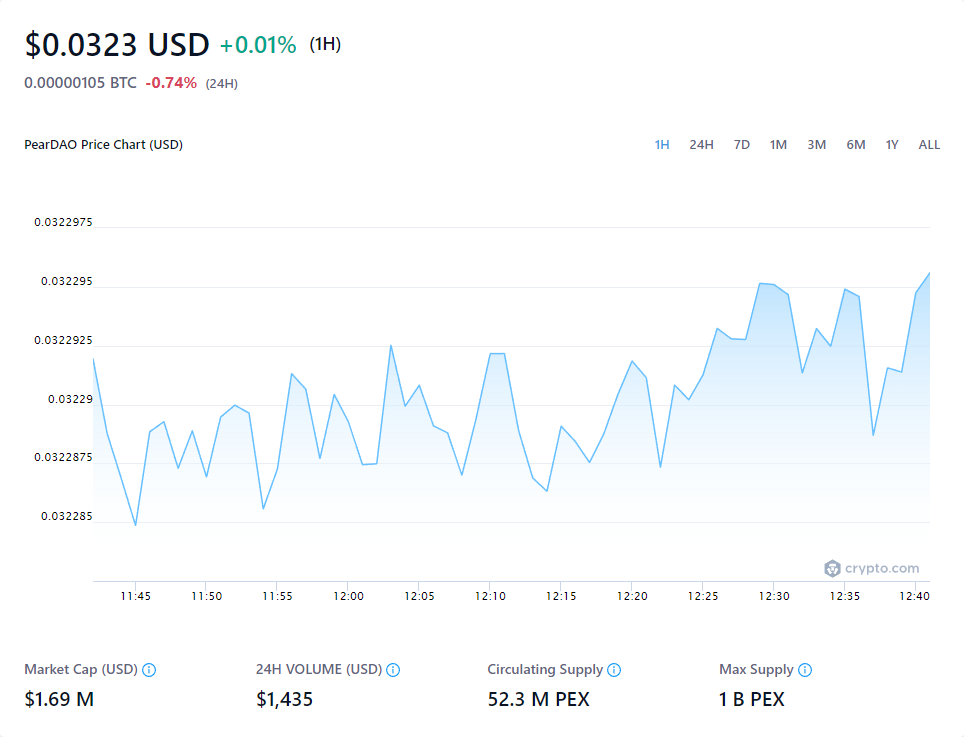 $0.0323 USD +0.01% (1H)
0.00000105 BTC -0.74% (24H)
PearDAO Price Chart (USD) 1H 24H 7D 1M 3M 6M 1Y ALL
0.0322975
0.032295
0.0322925
0.03229
0.0322875
0.032285
crypto.com
11:45 11:50 11:55 12:00 12:05 12:10 12:15 12:20 12:25 12:30 12:35 12:40
Market Cap (USD) 24H VOLUME (USD) Circulating Supply Max Supply
$1.69 M $1,435 52.3 M PEX 1 B PEX